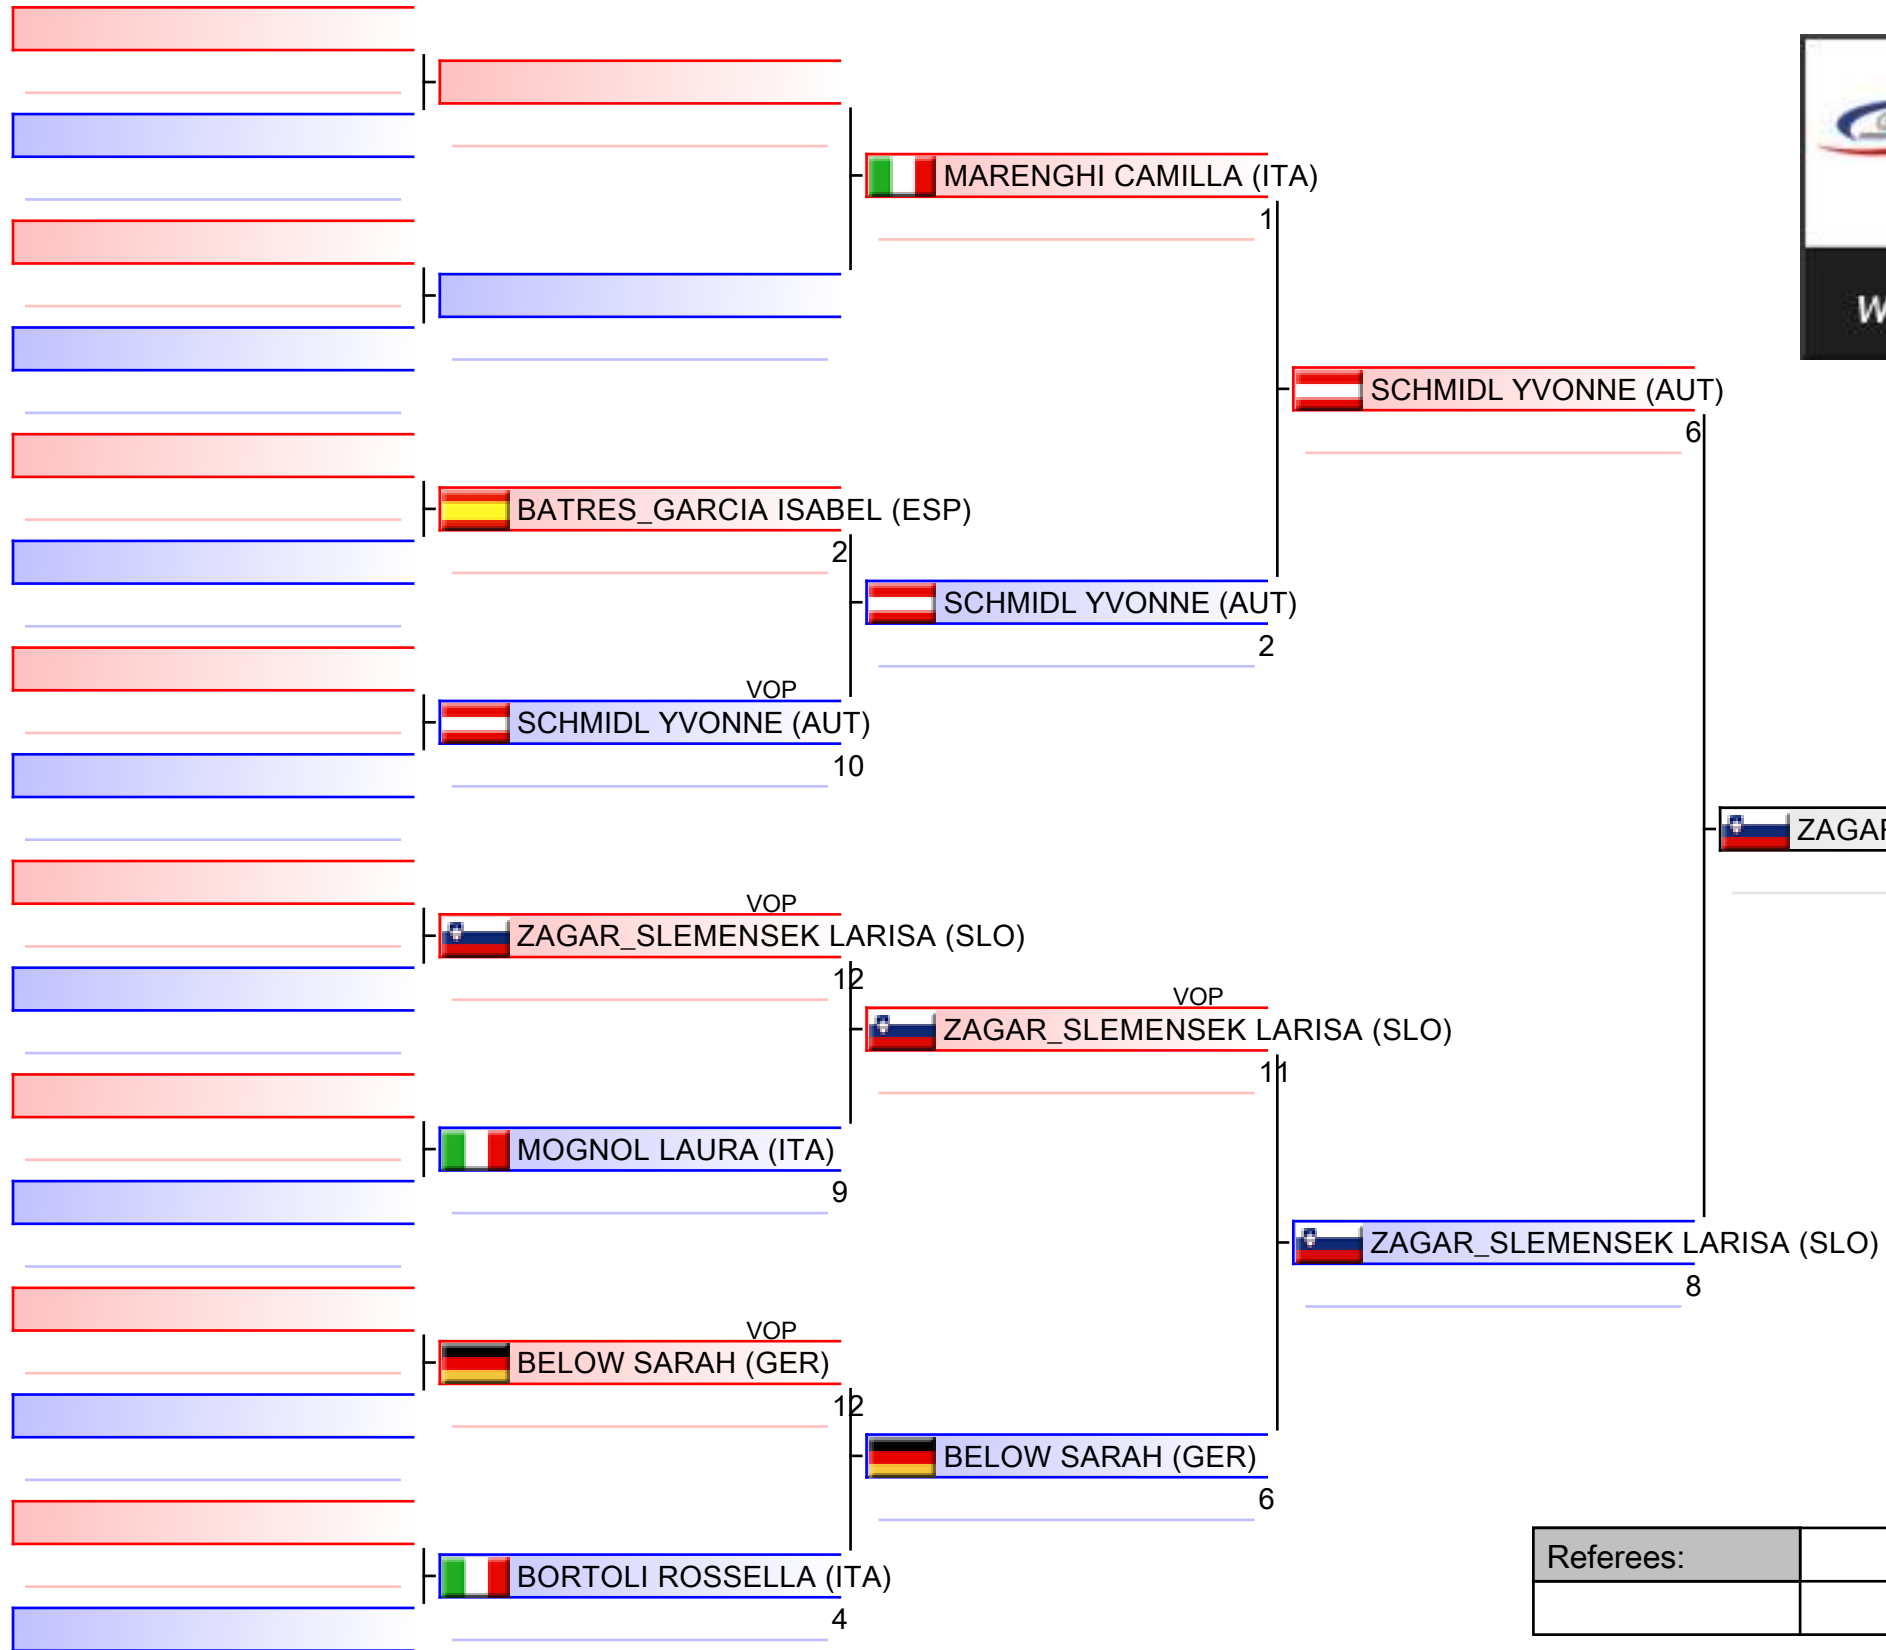 MARENGHI CAMILLA (ITA)
1
W
SCHMIDL YVONNE (AUT)
6
BATRES_GARCIA ISABEL (ESP)
2
SCHMIDL YVONNE (AUT)
2
VOP
SCHMIDL YVONNE (AUT)
10
ZAGAR
VOP
ZAGAR_SLEMENSEK LARISA (SLO)
12
VOP
ZAGAR_SLEMENSEK LARISA (SLO)
11
MOGNOL LAURA (ITA)
9
ZAGAR_SLEMENSEK LARISA (SLO)
8
VOP
BELOW SARAH (GER)
12
BELOW SARAH (GER)
6
Referees:
BORTOLI ROSSELLA (ITA)
4